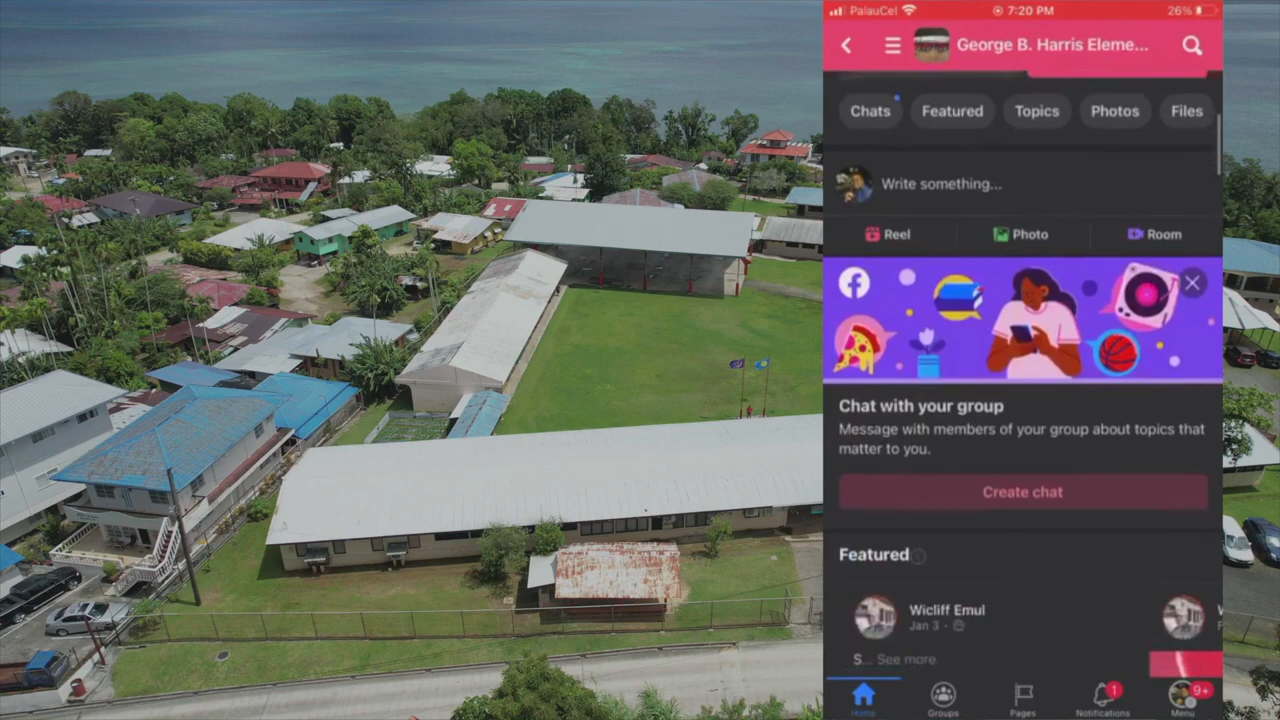 PalauCel 7:20 PM 26%
George B. Harris Eleme...
Chats Featured Topics Photos Files
Write something...
Reel Photo Room
Chat with your group
Message with members of your group about topics that
matter to you.
Create chat
Featured
Wicliff Emul
Jan 3 ·
S... See more
Home Groups Pages Notifications Menu
1 9+